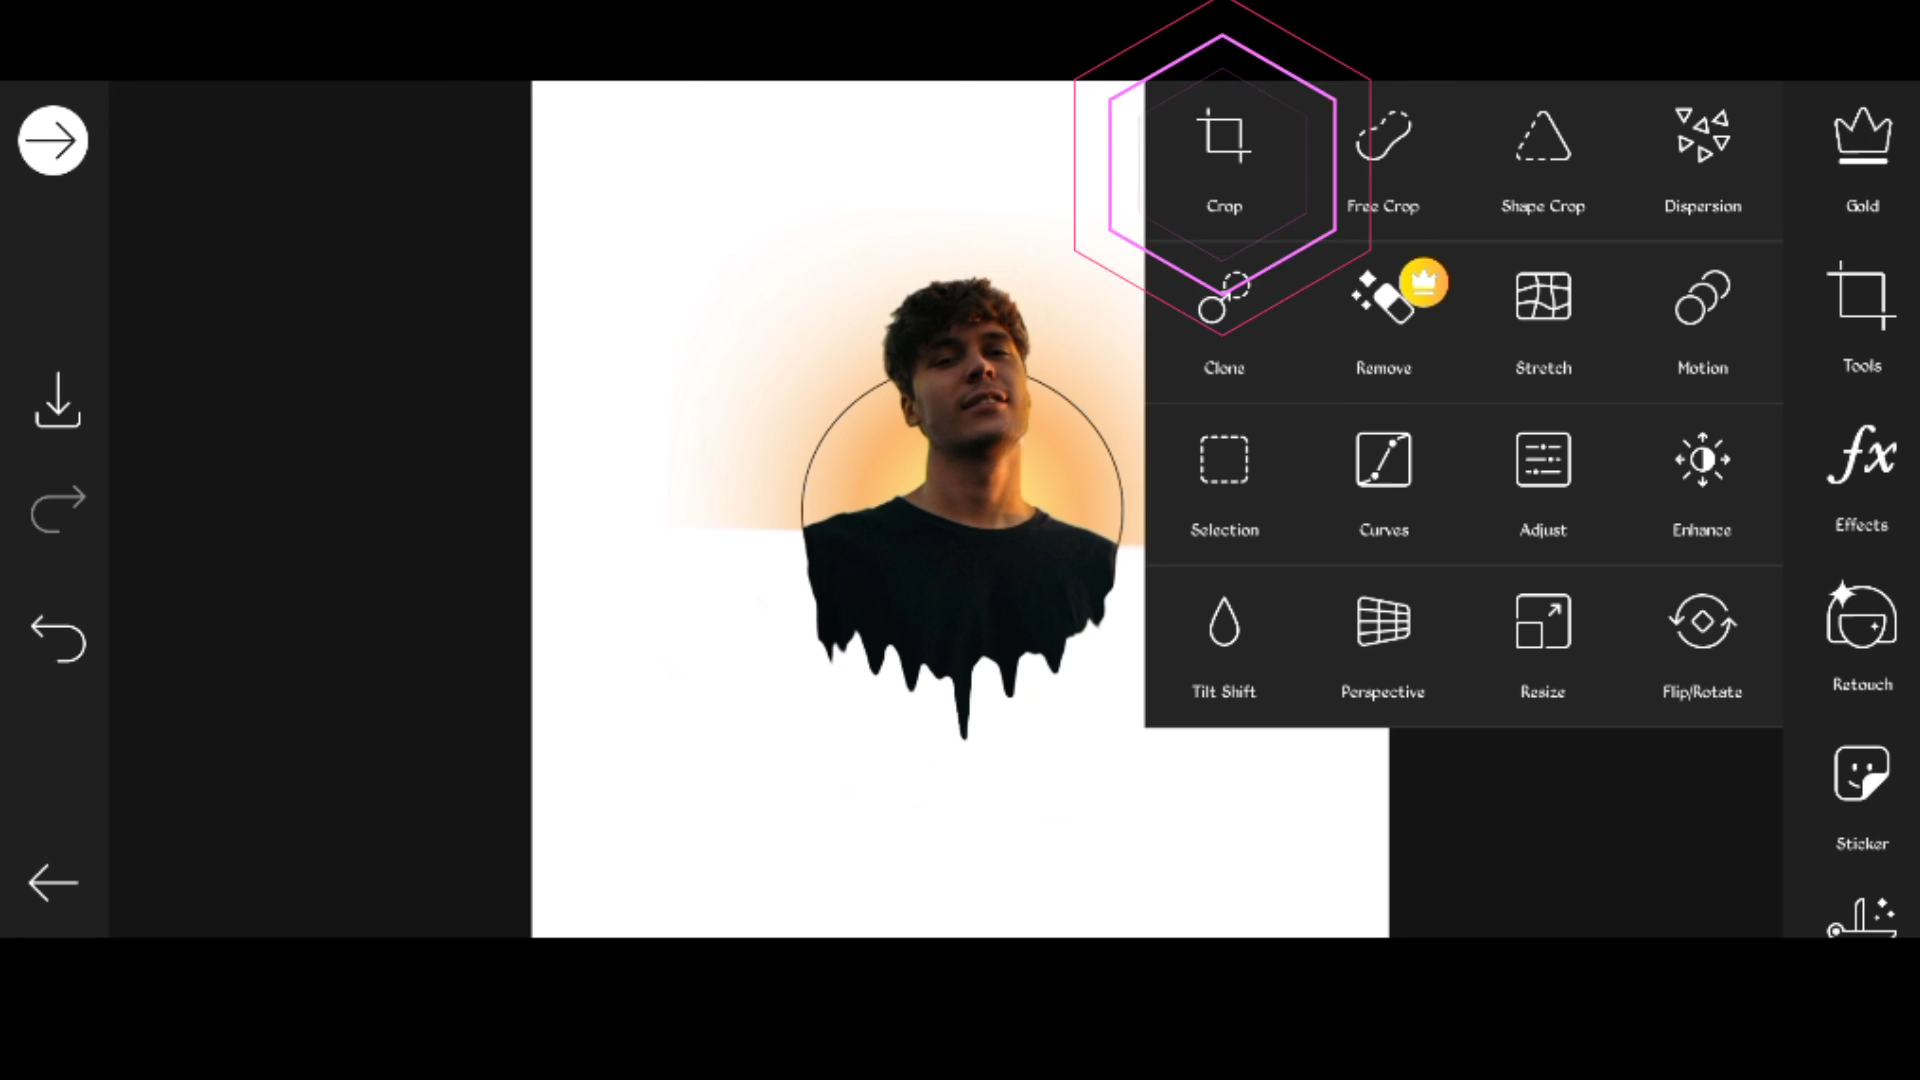 Crop
Free Crop
Shape Crop
Dispersion
Gold
Clone
Remove
Stretch
Motion
Tools
Selection
Curves
Adjust
Enhance
fx
Effects
Tilt Shift
Perspective
Resize
Flip/Rotate
Retouch
Sticker